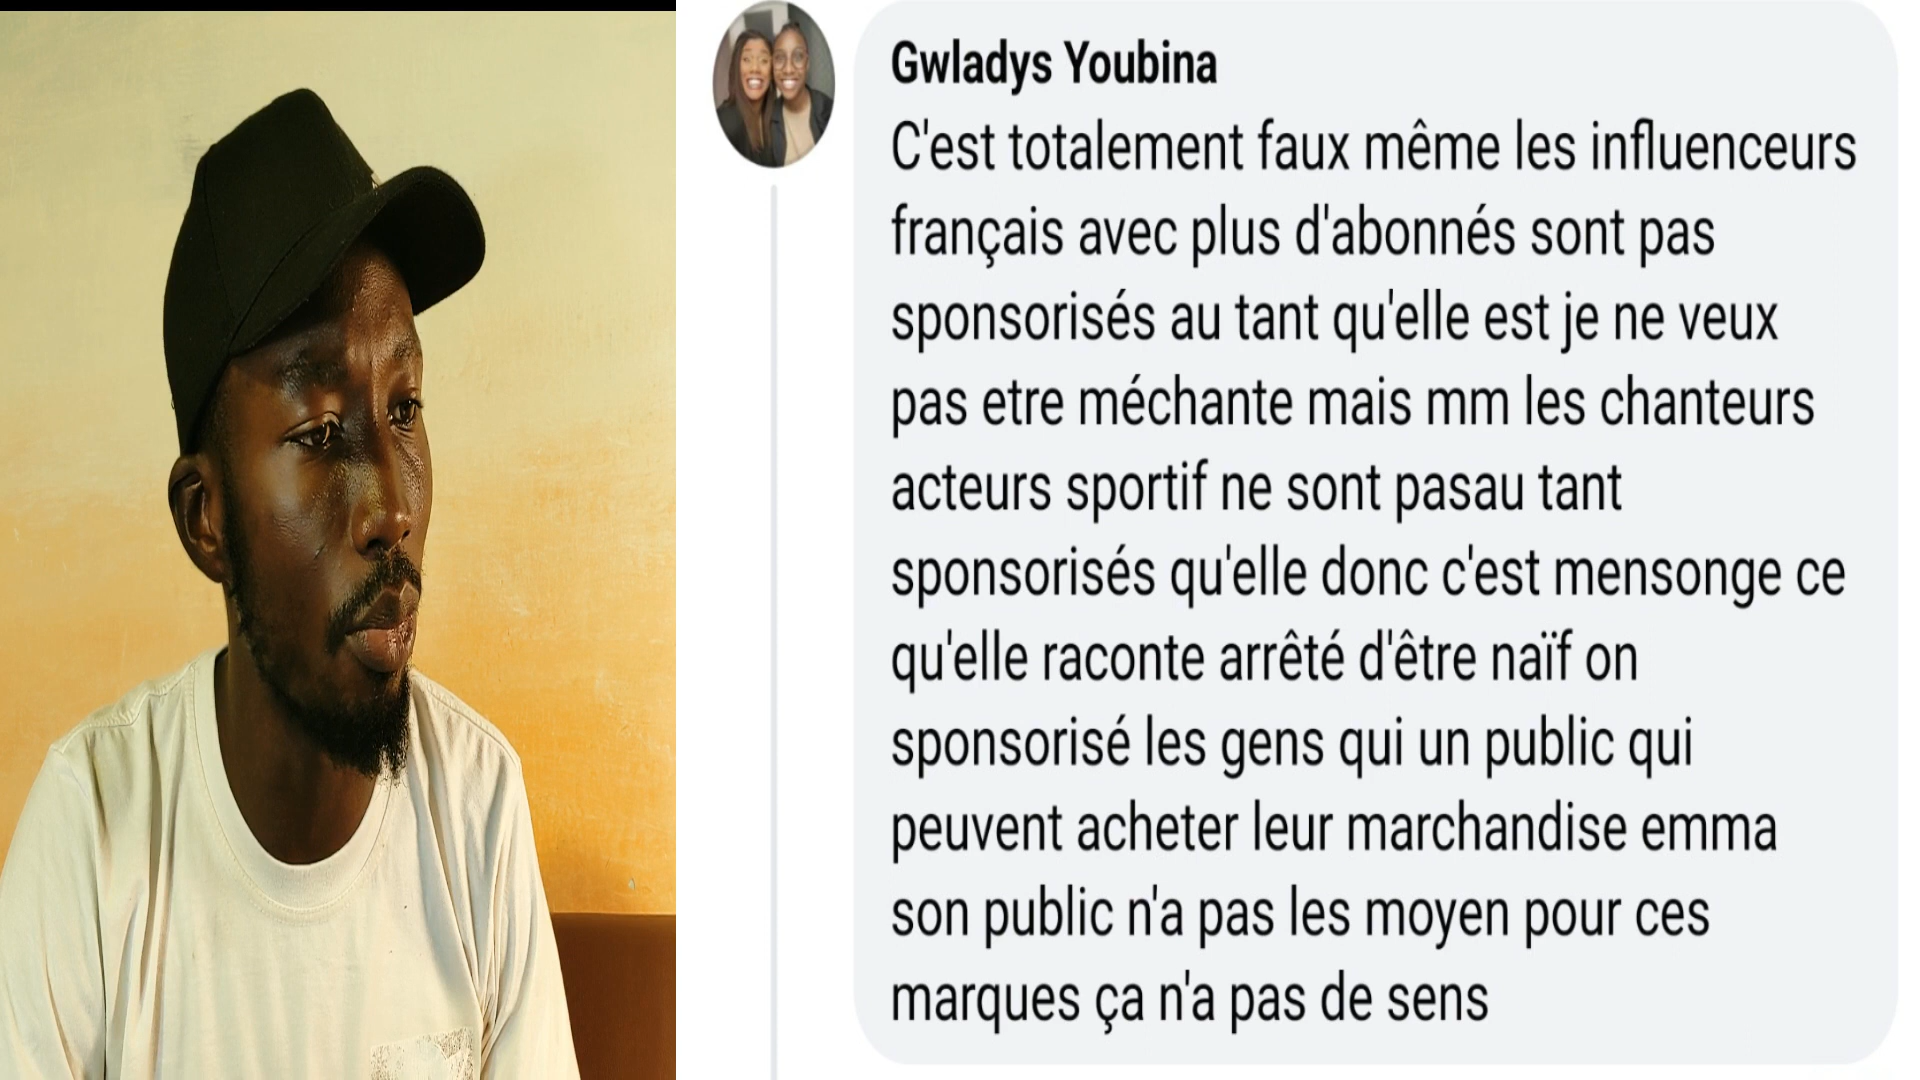 Gwladys Youbina
C'est totalement faux même les influenceurs
français avec plus d'abonnés sont pas
sponsorisés au tant qu'elle est je ne veux
pas etre méchante mais mm les chanteurs
acteurs sportif ne sont pasau tant
sponsorisés qu'elle donc c'est mensonge ce
qu'elle raconte arrêté d'être naïf on
sponsorisé les gens qui un public qui
peuvent acheter leur marchandise emma
son public n'a pas les moyen pour ces
marques ça n'a pas de sens